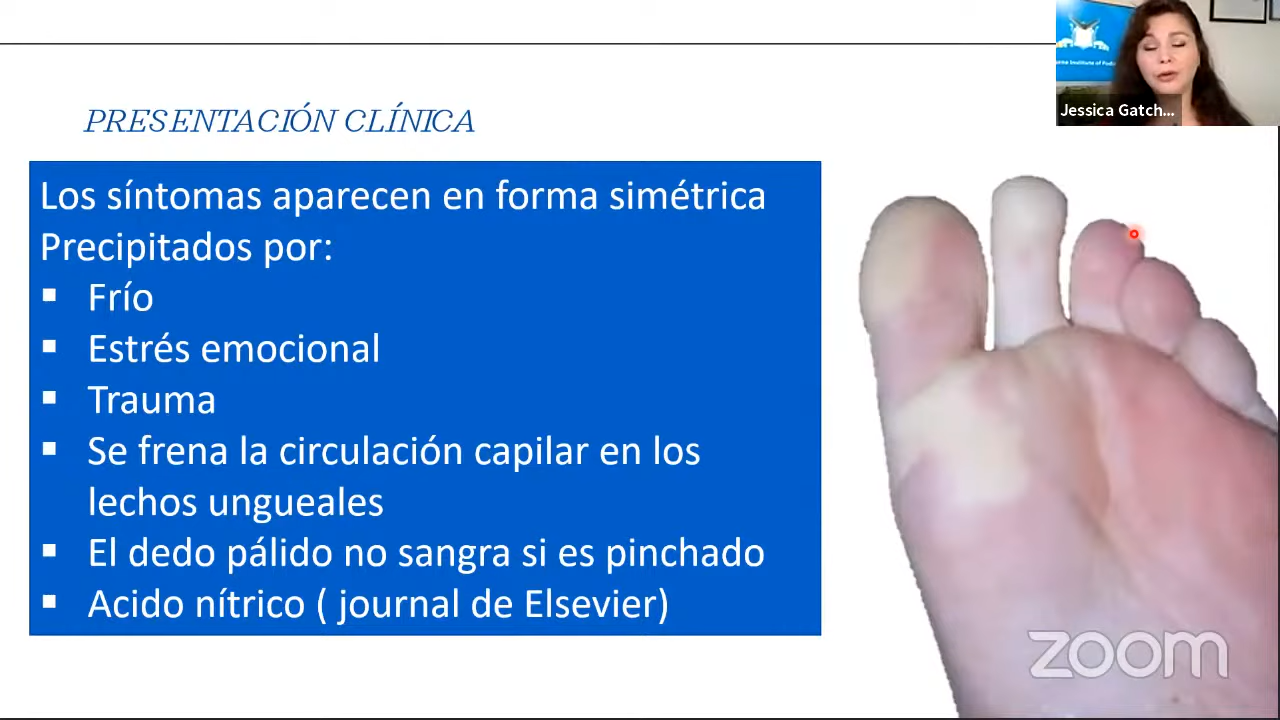 PRESENTACIÓN CLÍNICA
Jessica Gatch...
Los síntomas aparecen en forma simétrica
Precipitados por:
▪ Frío
▪ Estrés emocional
▪ Trauma
▪ Se frena la circulación capilar en los
lechos ungueales
▪ El dedo pálido no sangra si es pinchado
▪ Acido nítrico ( journal de Elsevier)
zoom